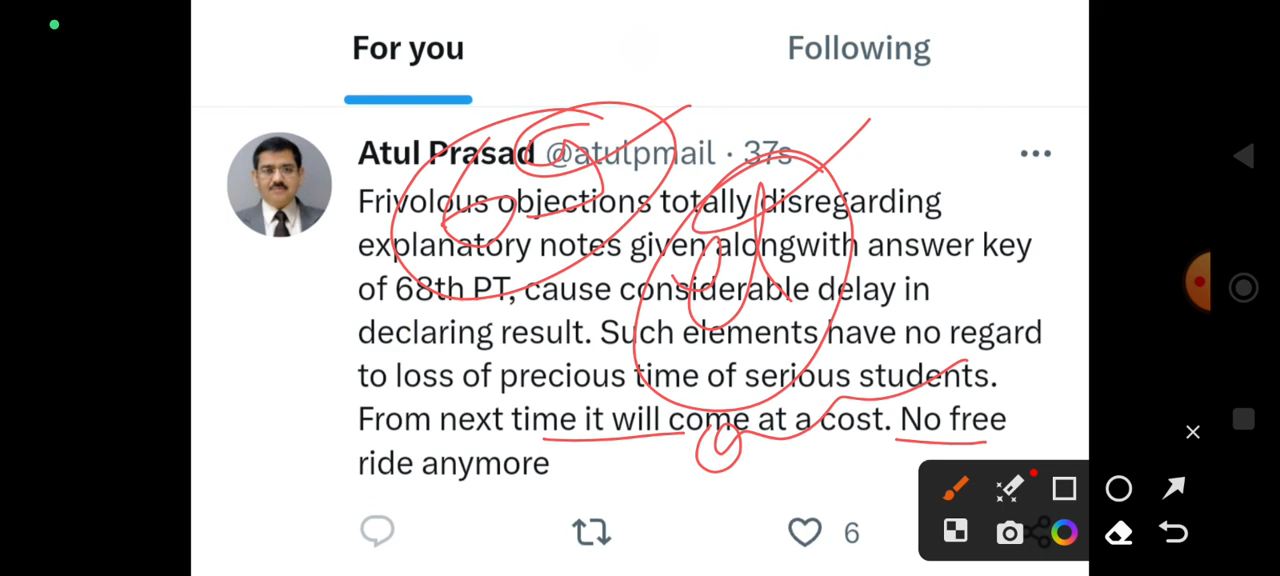 For you
Following
Atul Prasad @atulpmail · 37s
Frivolous objections totally disregarding
explanatory notes given alongwith answer key
of 68th PT, cause considerable delay in
declaring result. Such elements have no regard
to loss of precious time of serious students.
From next time it will come at a cost. No free
ride anymore
6